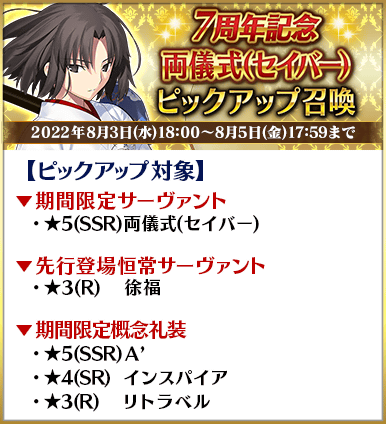 7周年記念
両儀式(セイバー)
ピックアップ召喚
2022年8月3日(水)18:00～8月5日(金)17:59まで
【ピックアップ対象】
▼期間限定サーヴァント
・★5(SSR)両儀式(セイバー)
▼先行登場恒常サーヴァント
・★3(R) 徐福
▼期間限定概念礼装
・★5(SSR) A’
・★4(SR) インスパイア
・★3(R) リトラベル